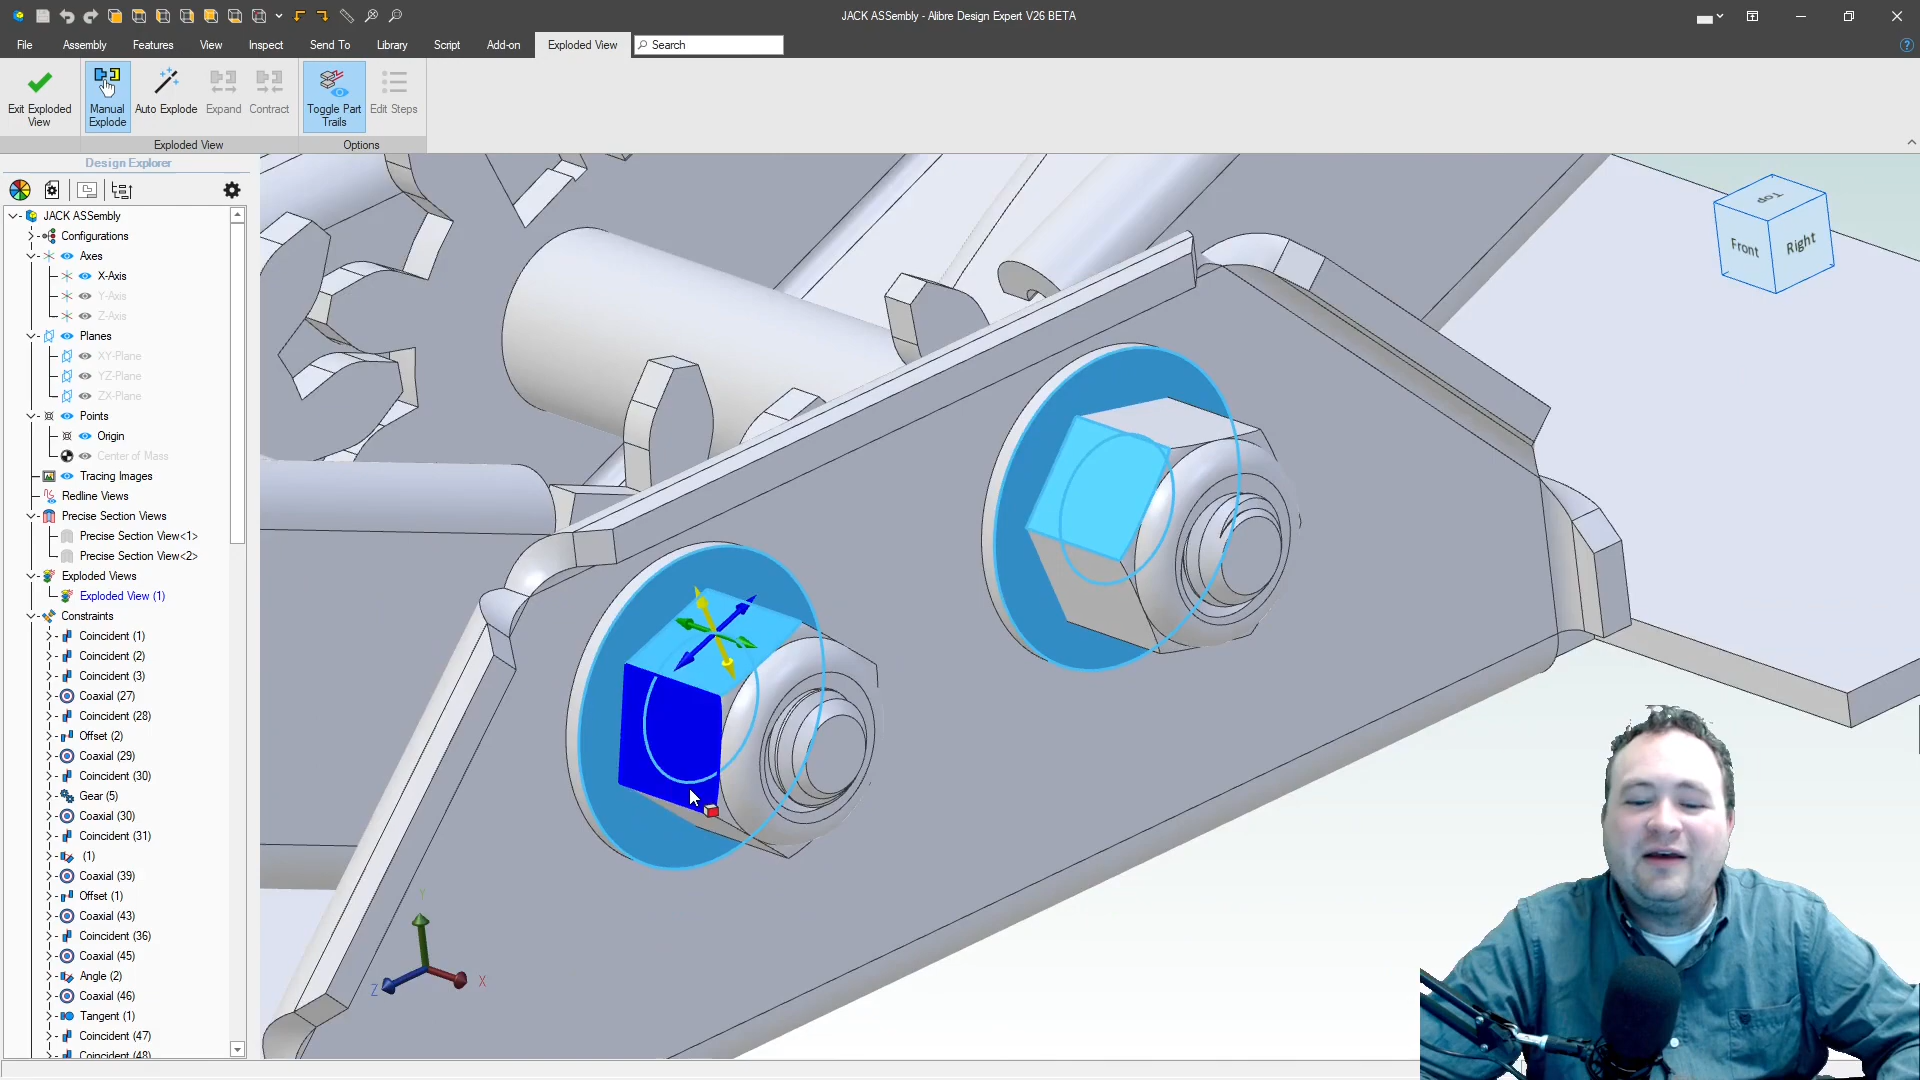 JACK ASSembly - Alibre Design Expert V26 BETA
File Assembly Features View Inspect Send To Library Script Add-on Exploded View Search
Exit Exploded View
Manual Explode
Auto Explode
Expand
Contract
Toggle Part Trails
Edit Steps
Exploded View
Options
Design Explorer
JACK ASSembly
Configurations
Axes
X-Axis
Y-Axis
Z-Axis
Planes
XY-Plane
YZ-Plane
ZX-Plane
Points
Origin
Center of Mass
Tracing Images
Redline Views
Precise Section Views
Precise Section View<1>
Precise Section View<2>
Exploded Views
Exploded View (1)
Constraints
Coincident (1)
Coincident (2)
Coincident (3)
Coaxial (27)
Coincident (28)
Offset (2)
Coaxial (29)
Coincident (30)
Gear (5)
Coaxial (30)
Coincident (31)
(1)
Coaxial (39)
Offset (1)
Coaxial (43)
Coincident (36)
Coaxial (45)
Angle (2)
Coaxial (46)
Tangent (1)
Coincident (47)
Coincident (48)
Top
Front
Right
Y
Z
X